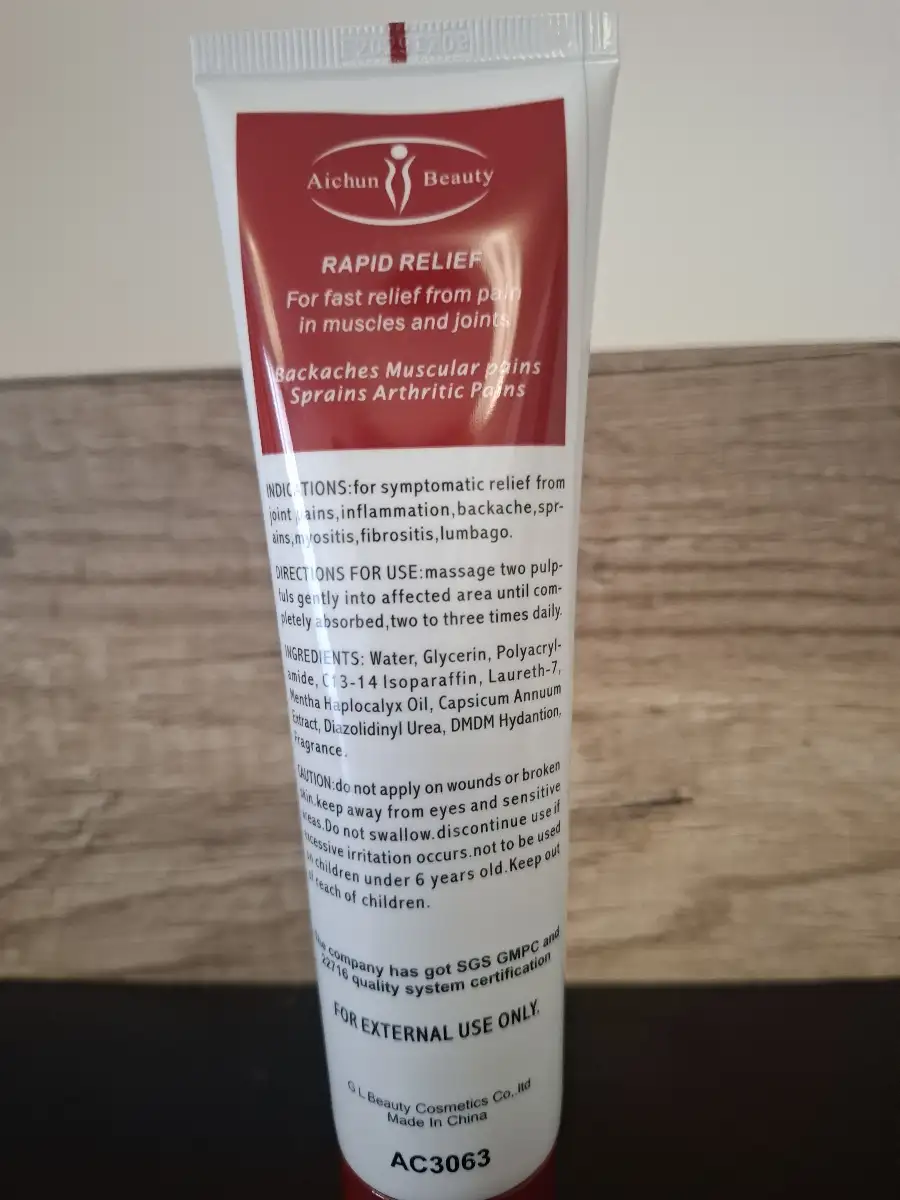 Aichun Beauty
RAPID RELIEF
For fast relief from pain
in muscles and joints
Backaches Muscular pains
Sprains Arthritic Pains
INDICATIONS:for symptomatic relief from
joint pains,inflammation,backache,spr-
ains,myositis,fibrositis,lumbago.
DIRECTIONS FOR USE:massage two pulp-
fuls gently into affected area until com-
pletely absorbed,two to three times daily.
INGREDIENTS: Water, Glycerin, Polyacryl-
amide, C13-14 Isoparaffin, Laureth-7,
Mentha Haplocalyx Oil, Capsicum Annuum
Extract, Diazolidinyl Urea, DMDM Hydantion,
Fragrance.
CAUTION:do not apply on wounds or broken
skin.keep away from eyes and sensitive
areas.Do not swallow.discontinue use if
excessive irritation occurs.not to be used
in children under 6 years old.Keep out
of reach of children.
The company has got SGS GMPC and
22716 quality system certification
FOR EXTERNAL USE ONLY.
G L Beauty Cosmetics Co,.ltd
Made In China
AC3063